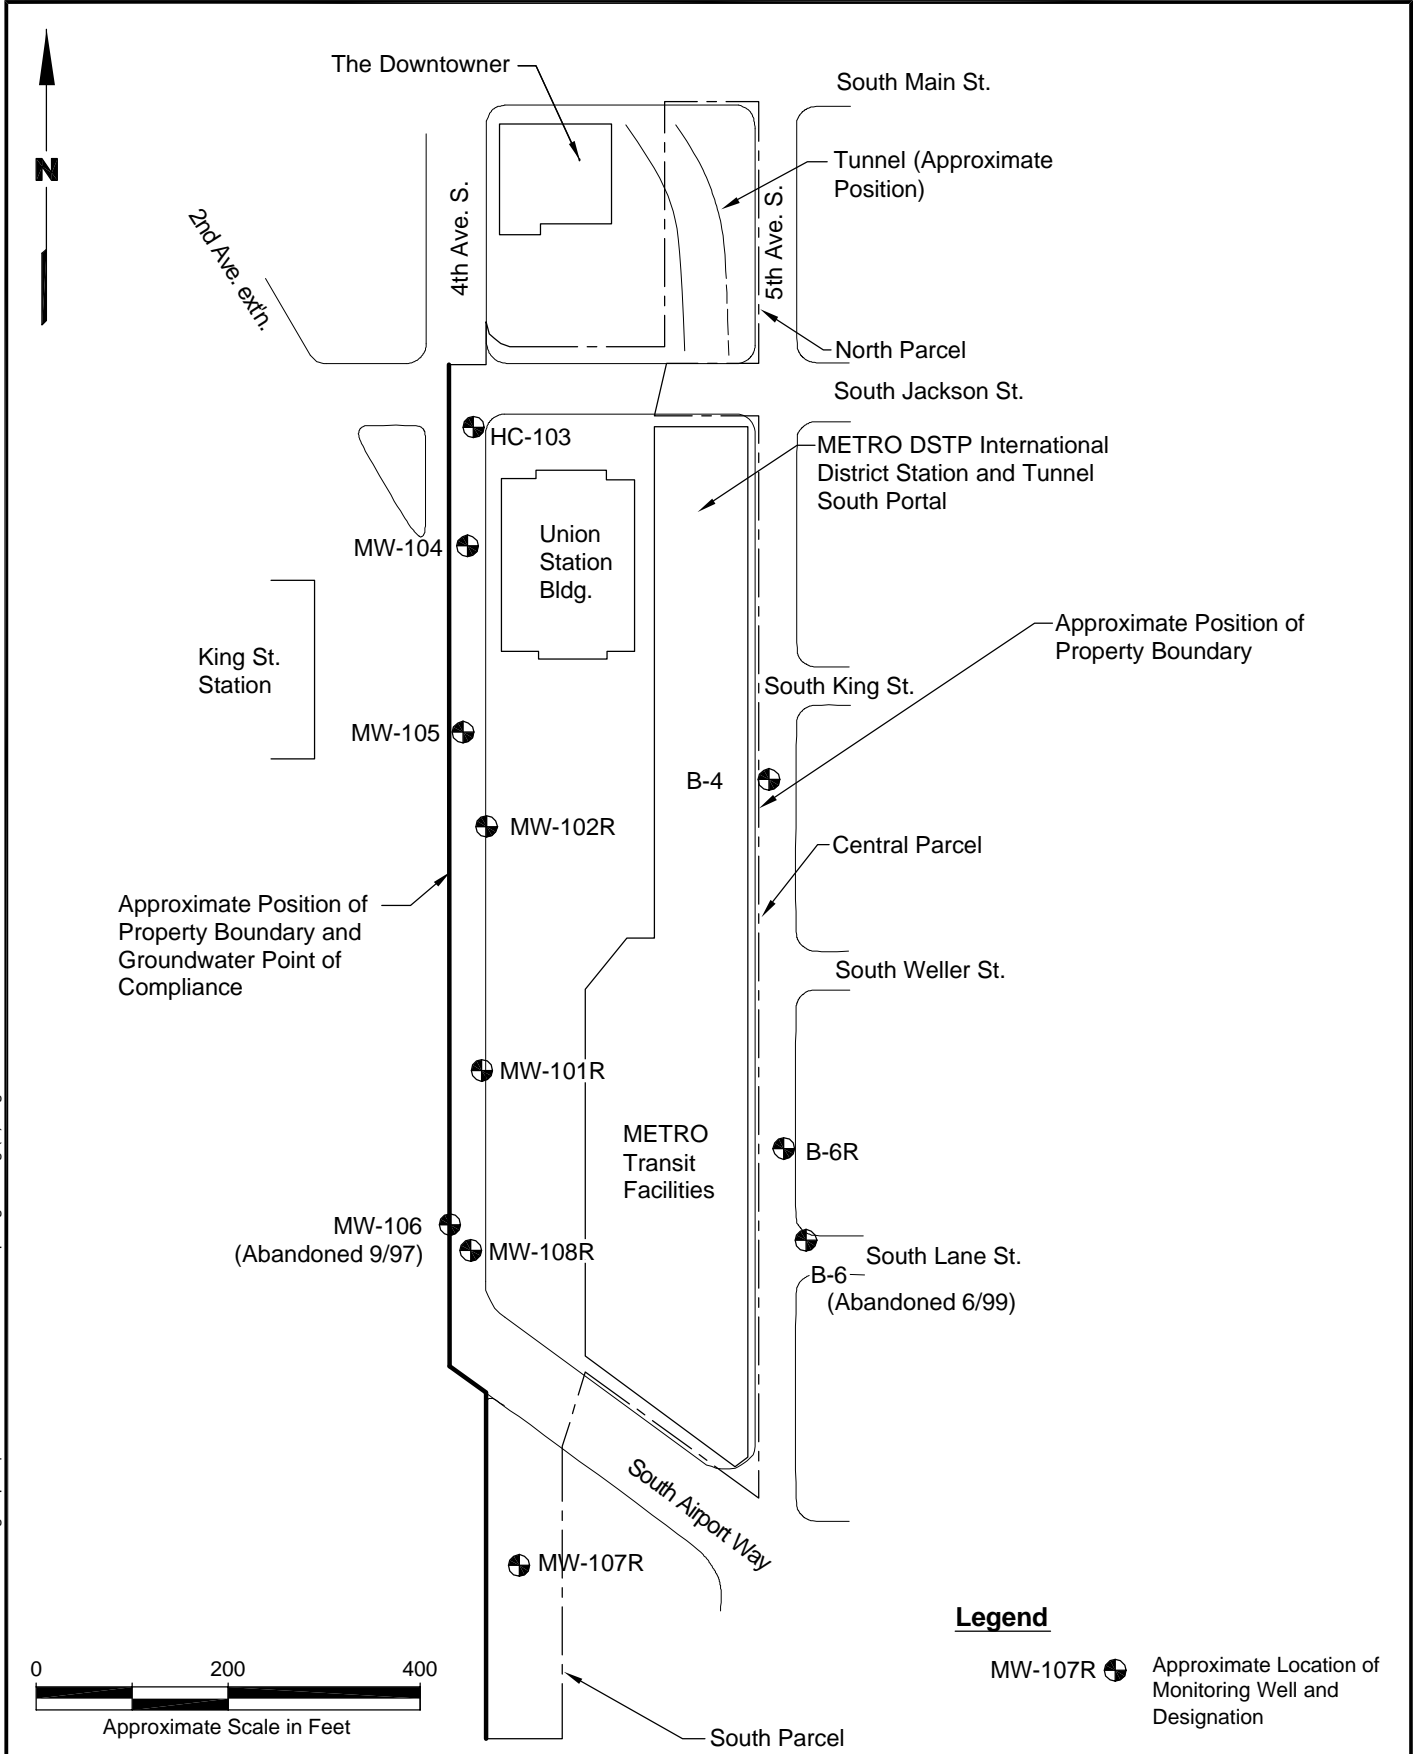 The Downtowner
South Main St.
N
Tunnel (Approximate
Position)
2nd Ave. ext'n.
4th Ave. S.
5th Ave. S.
North Parcel
South Jackson St.
HC-103
METRO DSTP International
District Station and Tunnel
South Portal
MW-104
Union
Station
Bldg.
King St.
Station
Approximate Position of
Property Boundary
South King St.
MW-105
B-4
MW-102R
Central Parcel
Approximate Position of
Property Boundary and
Groundwater Point of
Compliance
South Weller St.
MW-101R
METRO
Transit
Facilities
B-6R
MW-106
(Abandoned 9/97)
MW-108R
South Lane St.
B-6
(Abandoned 6/99)
South Airport Way
MW-107R
Legend
MW-107R
Approximate Location of
Monitoring Well and
Designation
0 200 400
Approximate Scale in Feet
South Parcel